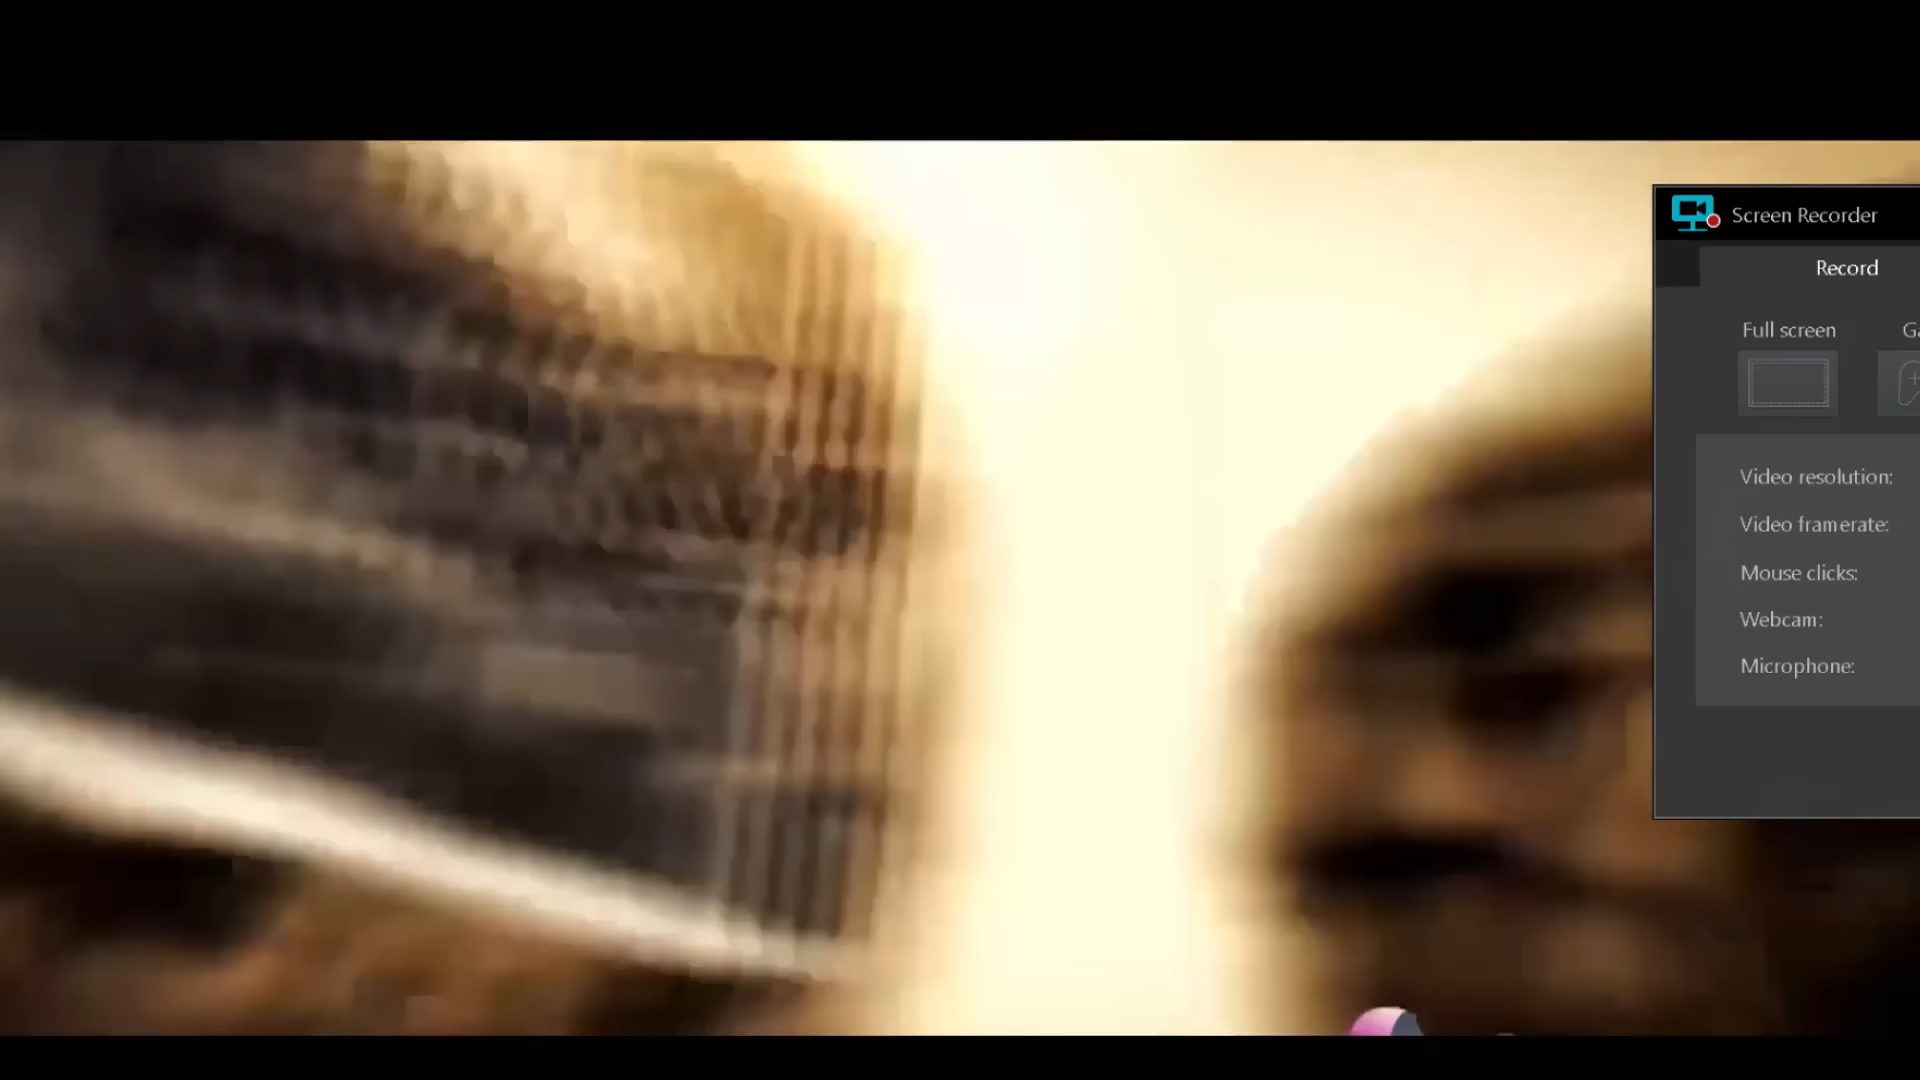 Screen Recorder
Record
Full screen
Video resolution:
Video framerate:
Mouse clicks:
Webcam:
Microphone: